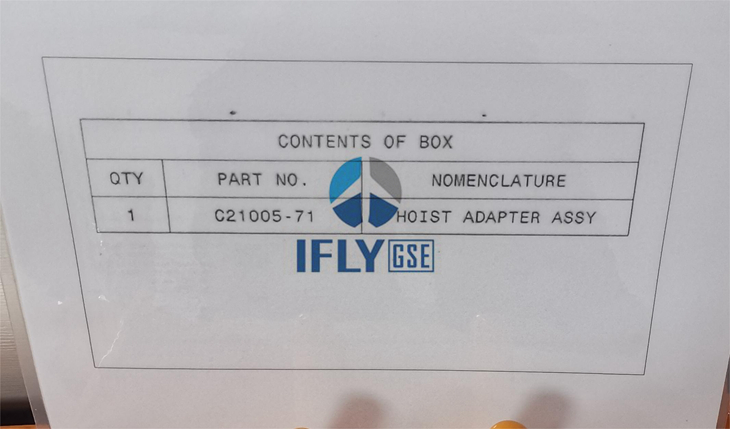 CONTENTS OF BOX
QTY PART NO. NOMENCLATURE
1 C21005-71 HOIST ADAPTER ASSY
IFLY GSE